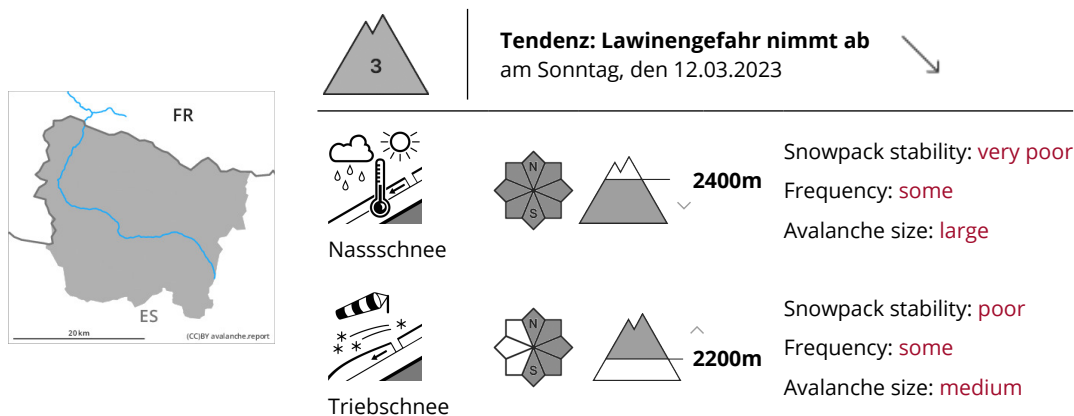 3
Tendenz: Lawinengefahr nimmt ab
am Sonntag, den 12.03.2023
FR
ES
20 km
(CC)BY avalanche.report
N
S
2400m
Snowpack stability: very poor
Frequency: some
Avalanche size: large
Nassschnee
N
S
2200m
Snowpack stability: poor
Frequency: some
Avalanche size: medium
Triebschnee